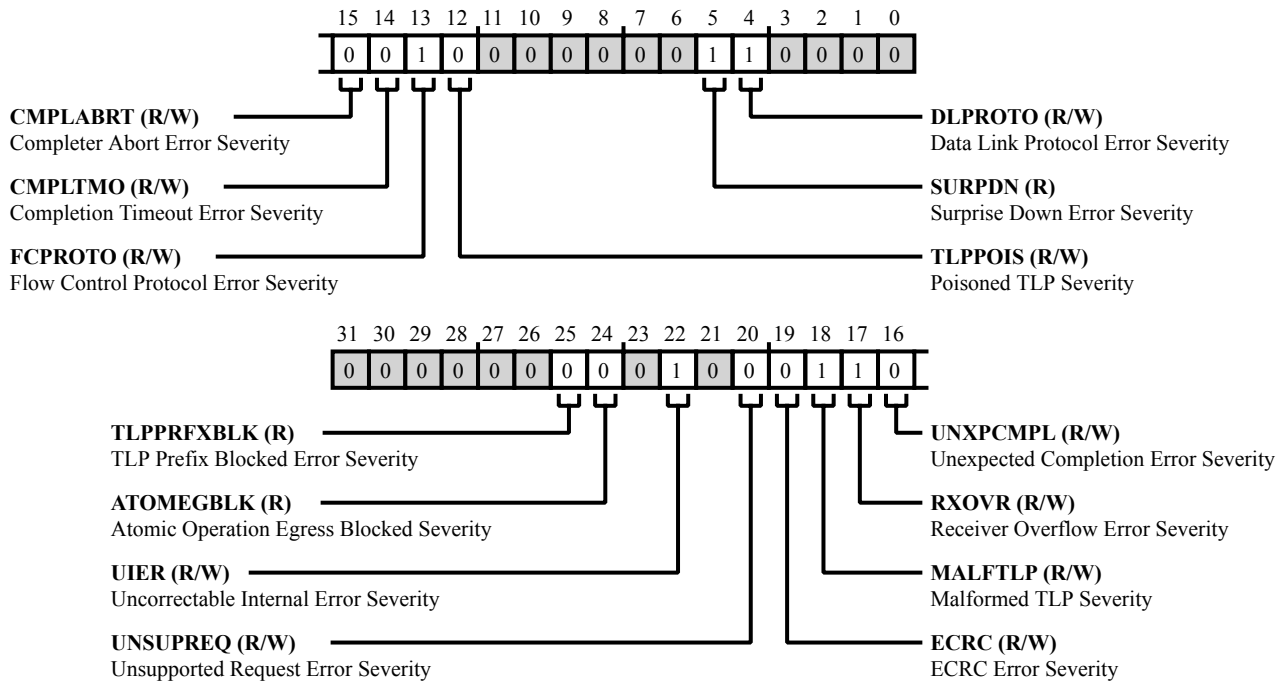 15 14 13 12 11 10 9 8 7 6 5 4 3 2 1 0
0 0 1 0 0 0 0 0 0 0 1 1 0 0 0 0
CMPLABRT (R/W)
Completer Abort Error Severity
CMPLTMO (R/W)
Completion Timeout Error Severity
FCPROTO (R/W)
Flow Control Protocol Error Severity
DLPROTO (R/W)
Data Link Protocol Error Severity
SURPDN (R)
Surprise Down Error Severity
TLPPOIS (R/W)
Poisoned TLP Severity
31 30 29 28 27 26 25 24 23 22 21 20 19 18 17 16
0 0 0 0 0 0 0 0 0 1 0 0 0 1 1 0
TLPPRFXBLK (R)
TLP Prefix Blocked Error Severity
ATOMEGBLK (R)
Atomic Operation Egress Blocked Severity
UIER (R/W)
Uncorrectable Internal Error Severity
UNSUPREQ (R/W)
Unsupported Request Error Severity
UNXPCMPL (R/W)
Unexpected Completion Error Severity
RXOVR (R/W)
Receiver Overflow Error Severity
MALFTLP (R/W)
Malformed TLP Severity
ECRC (R/W)
ECRC Error Severity